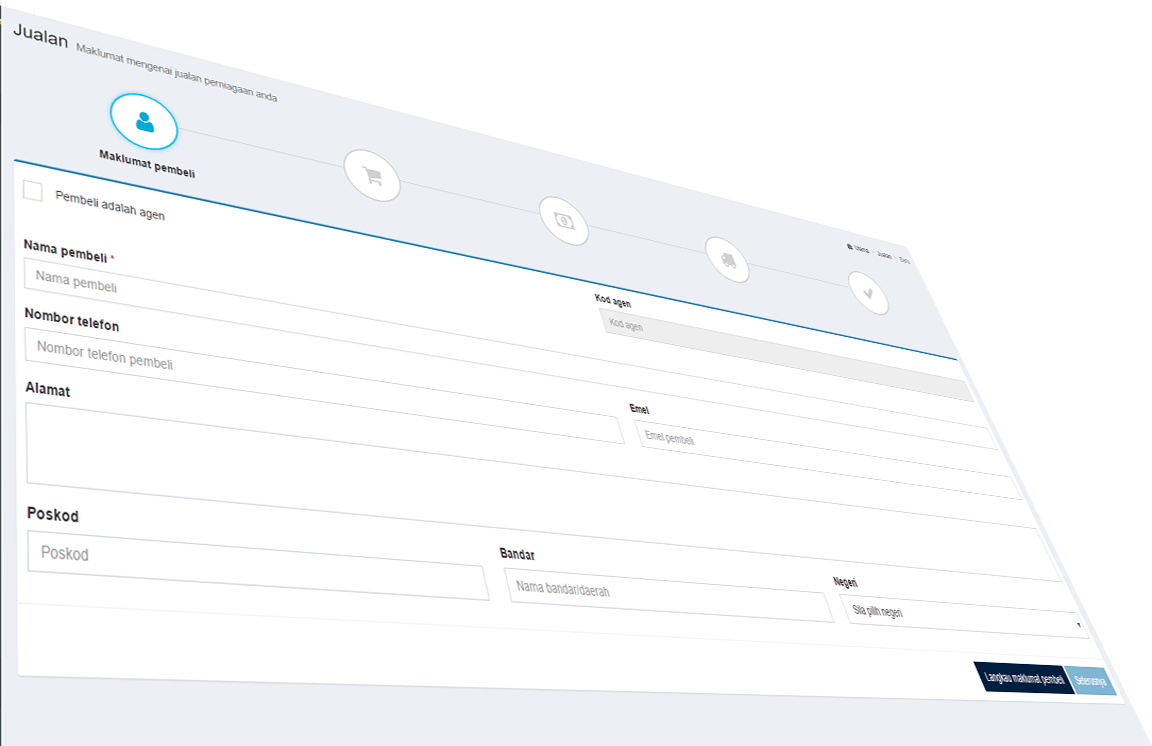 Jualan Maklumat mengenai jualan perniagaan anda
Utama Jualan Baru
Maklumat pembeli
Pembeli adalah agen
Kod agen
Kod agen
Nama pembeli *
Nama pembeli
Nombor telefon
Nombor telefon pembeli
Emel
Emel pembeli
Alamat
Poskod
Poskod
Bandar
Nama bandar/daerah
Negeri
Sila pilih negeri
Langkau maklumat pembeli
Seterusnya